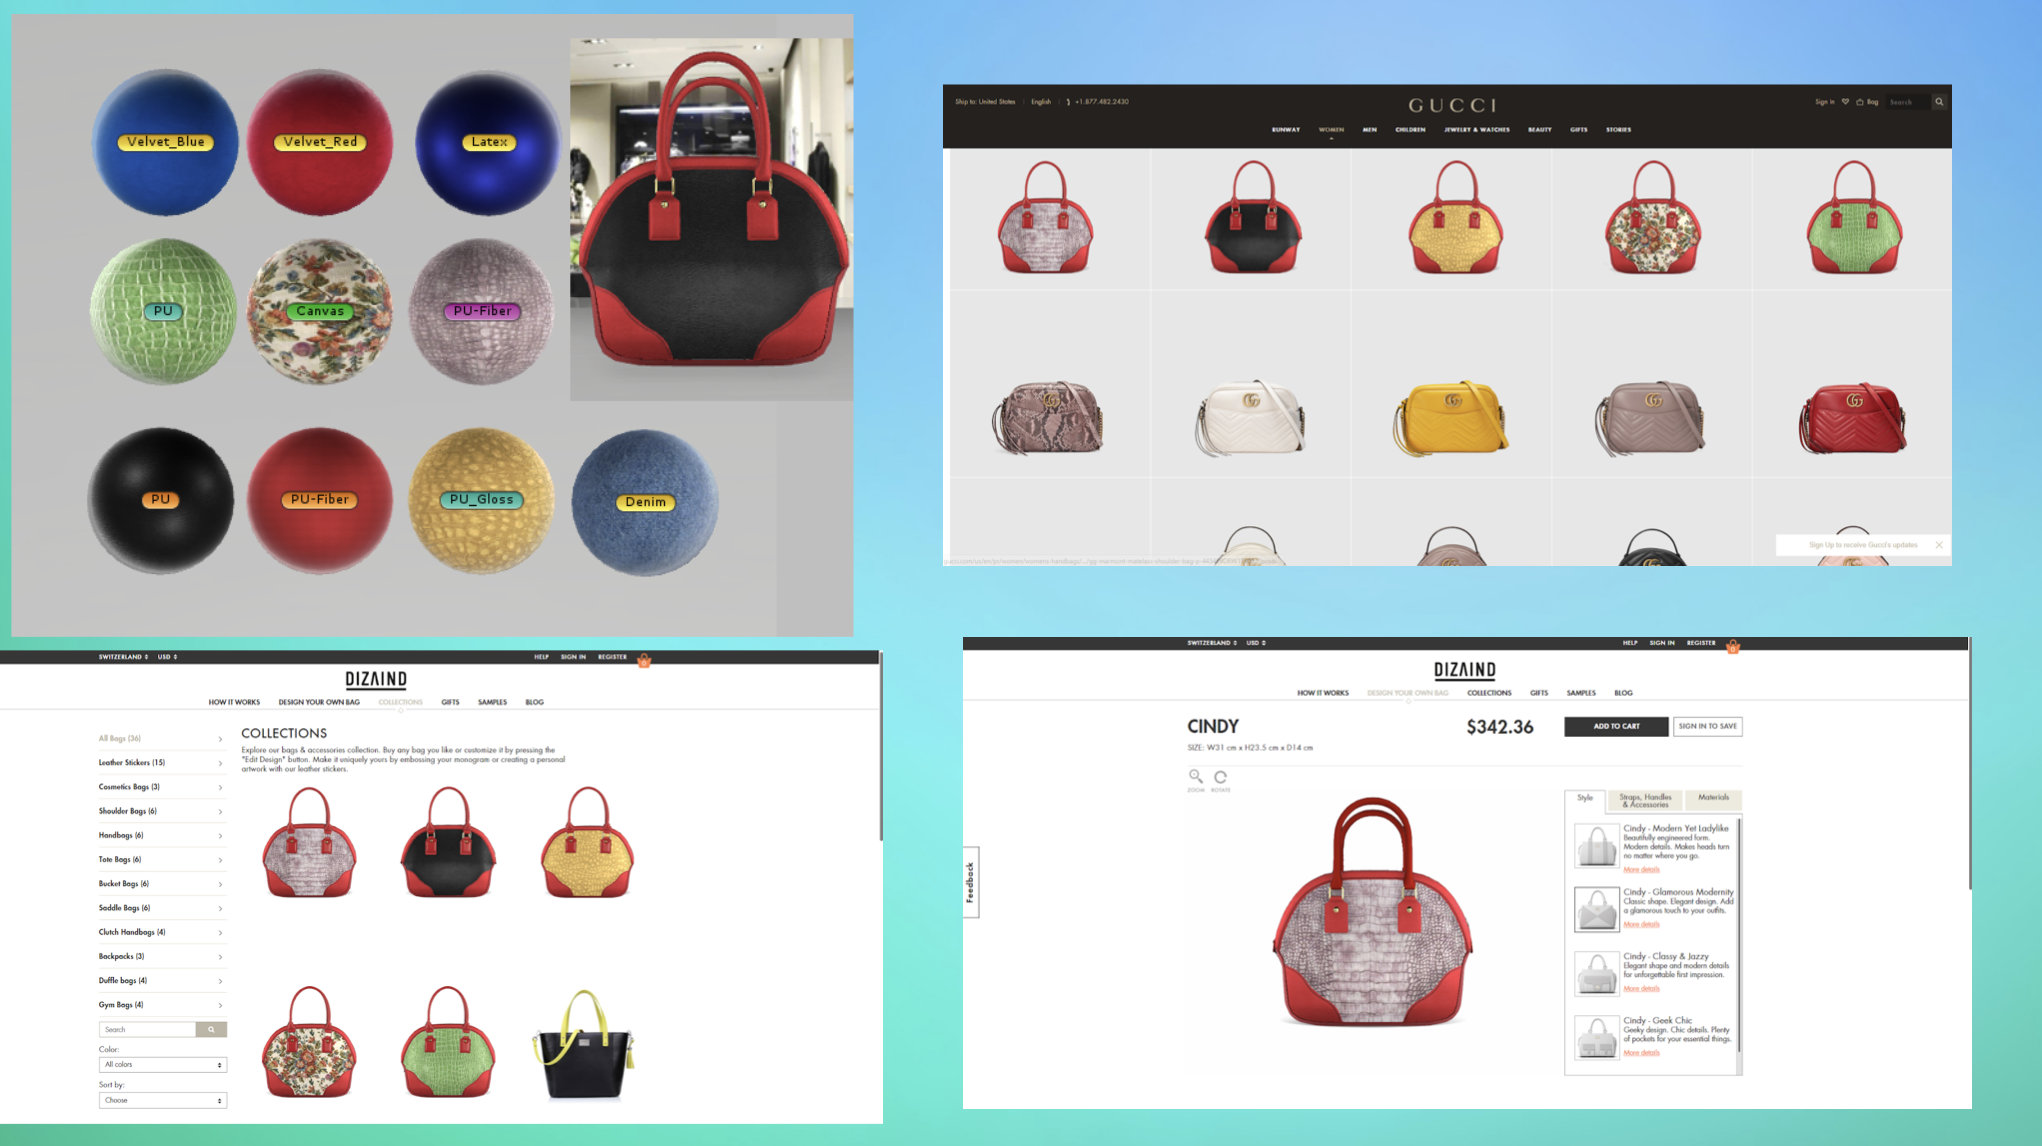 Velvet_Blue
Velvet_Red
Latex
PU
Canvas
PU-Fiber
PU
PU-Fiber
PU_Gloss
Denim
Ship to: United States
English
+1.877.482.2430
GUCCI
Sign in
Bag
Search
RUNWAY
WOMEN
MEN
CHILDREN
JEWELRY & WATCHES
BEAUTY
GIFTS
STORIES
Sign Up to receive Gucci's updates
SWITZERLAND
USD
HELP
SIGN IN
REGISTER
DIZAIND
HOW IT WORKS
DESIGN YOUR OWN BAG
COLLECTIONS
GIFTS
SAMPLES
BLOG
All Bags (36)
Leather Stickers (15)
Cosmetics Bags (3)
Shoulder Bags (6)
Handbags (6)
Tote Bags (6)
Bucket Bags (6)
Saddle Bags (6)
Clutch Handbags (4)
Backpacks (3)
Duffle bags (4)
Gym Bags (4)
Search
Color:
All colors
Sort by:
Choose
COLLECTIONS
Explore our bags & accessories collection. Buy any bag you like or customize it by pressing the
"Edit Design" button. Make it uniquely yours by embossing your monogram or creating a personal
artwork with our leather stickers.
SWITZERLAND
USD
HELP
SIGN IN
REGISTER
DIZAIND
HOW IT WORKS
DESIGN YOUR OWN BAG
COLLECTIONS
GIFTS
SAMPLES
BLOG
CINDY
$342.36
ADD TO CART
SIGN IN TO SAVE
SIZE: W31 cm x H23.5 cm x D14 cm
ZOOM
ROTATE
Feedback
Style
Straps, Handles
& Accessories
Materials
Cindy - Modern Yet Ladylike
Beautifully engineered form.
Modern details. Makes heads turn
no matter where you go.
More details
Cindy - Glamorous Modernity
Classic shape. Elegant design. Add
a glamorous touch to your outfits.
More details
Cindy - Classy & Jazzy
Elegant shape and modern details
for unforgettable first impression.
More details
Cindy - Geek Chic
Geeky design. Chic details. Plenty
of pockets for your essential things.
More details